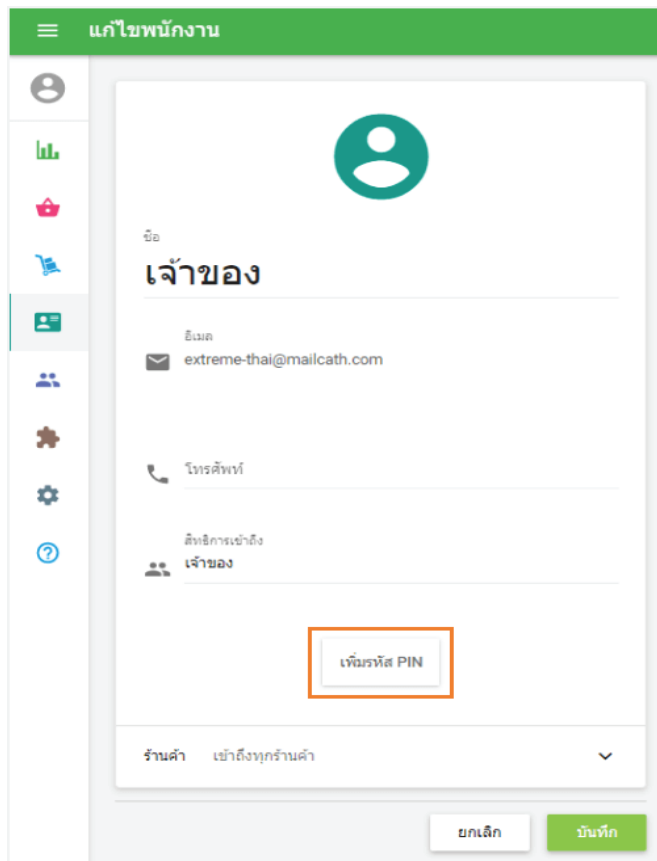 แก้ไขพนักงาน
ชื่อ
เจ้าของ
อีเมล
extreme-thai@mailcath.com
โทรศัพท์
สิทธิการเข้าถึง
เจ้าของ
เพิ่มรหัส PIN
ร้านค้า เข้าถึงทุกร้านค้า
ยกเลิก บันทึก